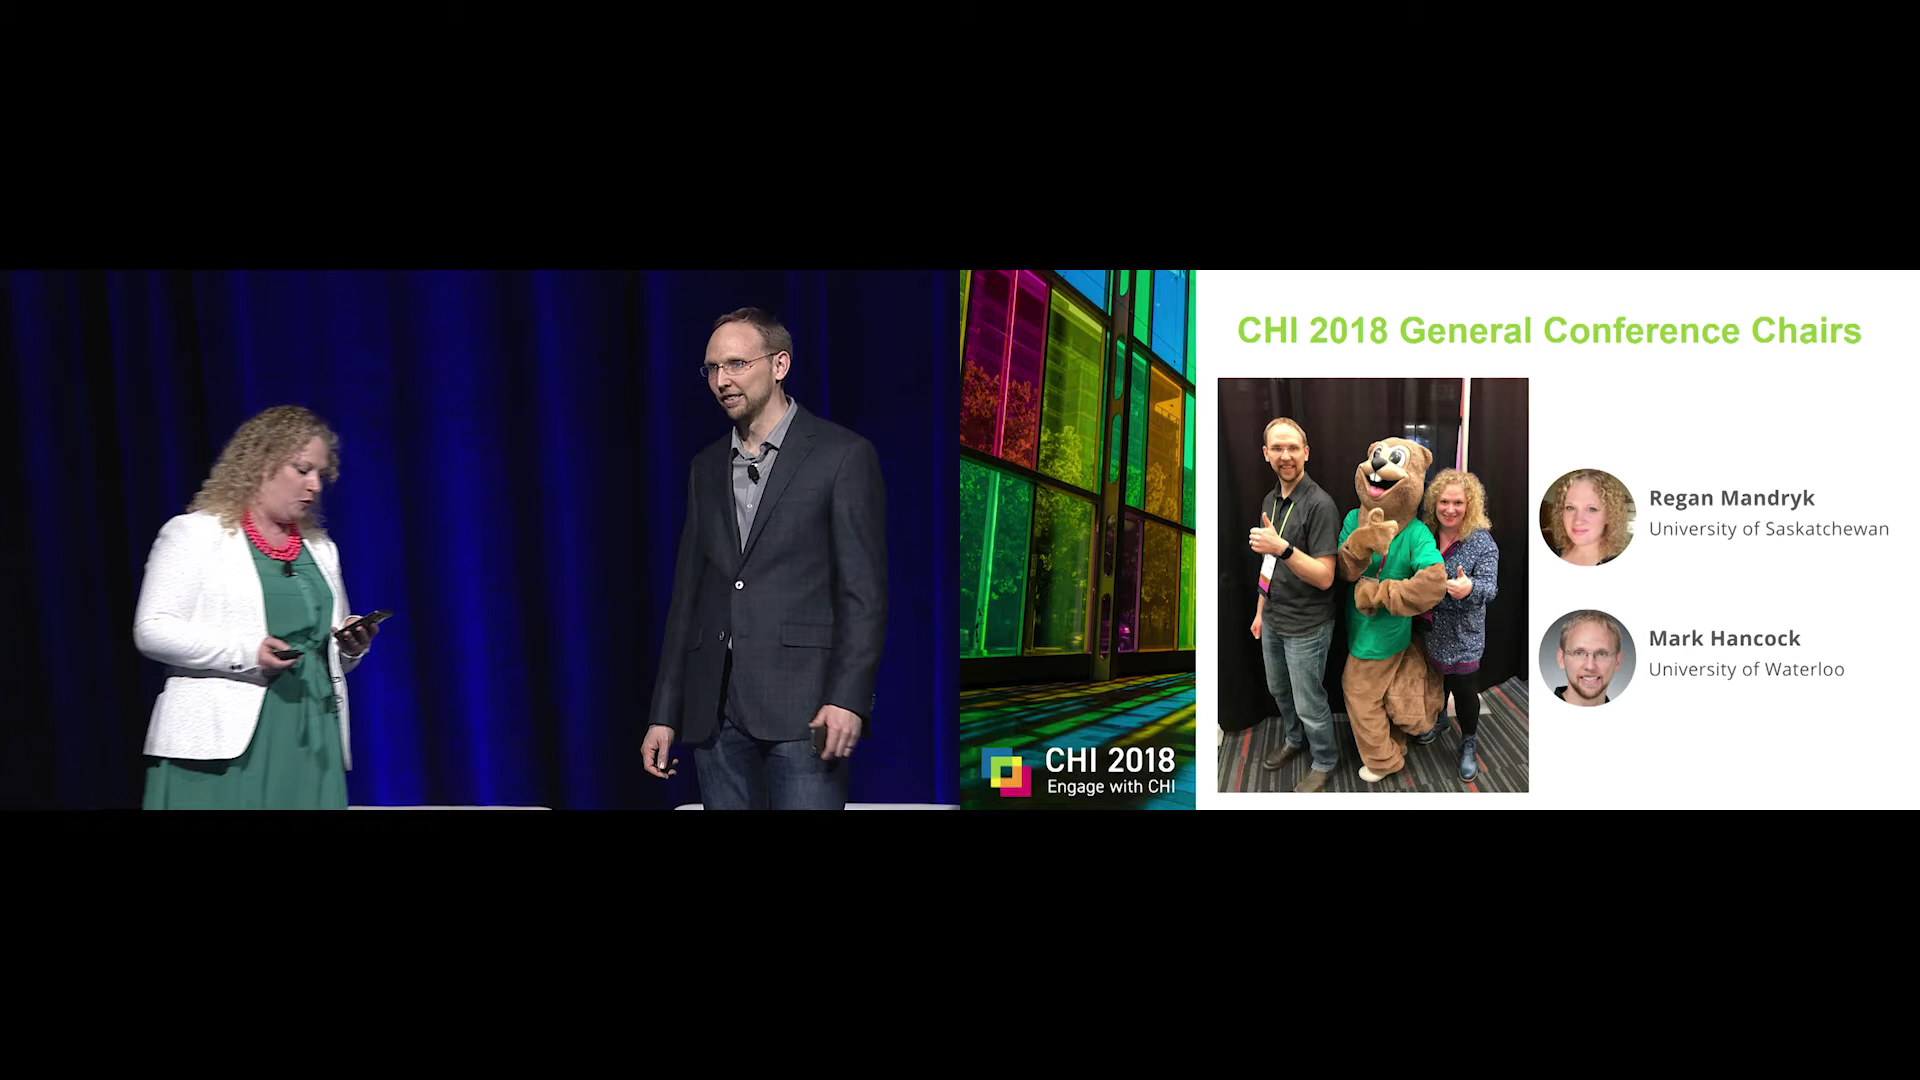 CHI 2018 General Conference Chairs
Regan Mandryk
University of Saskatchewan
Mark Hancock
University of Waterloo
CHI 2018
Engage with CHI